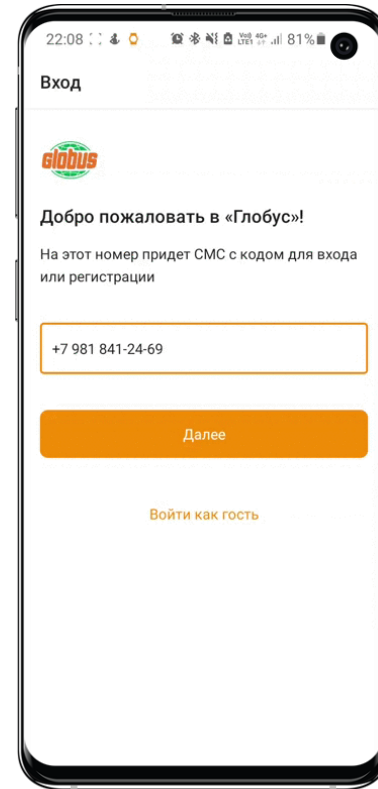 22:08 81%
Вход
Globus
Добро пожаловать в «Глобус»!
На этот номер придет СМС с кодом для входа
или регистрации
+7 981 841-24-69
Далее
Войти как гость